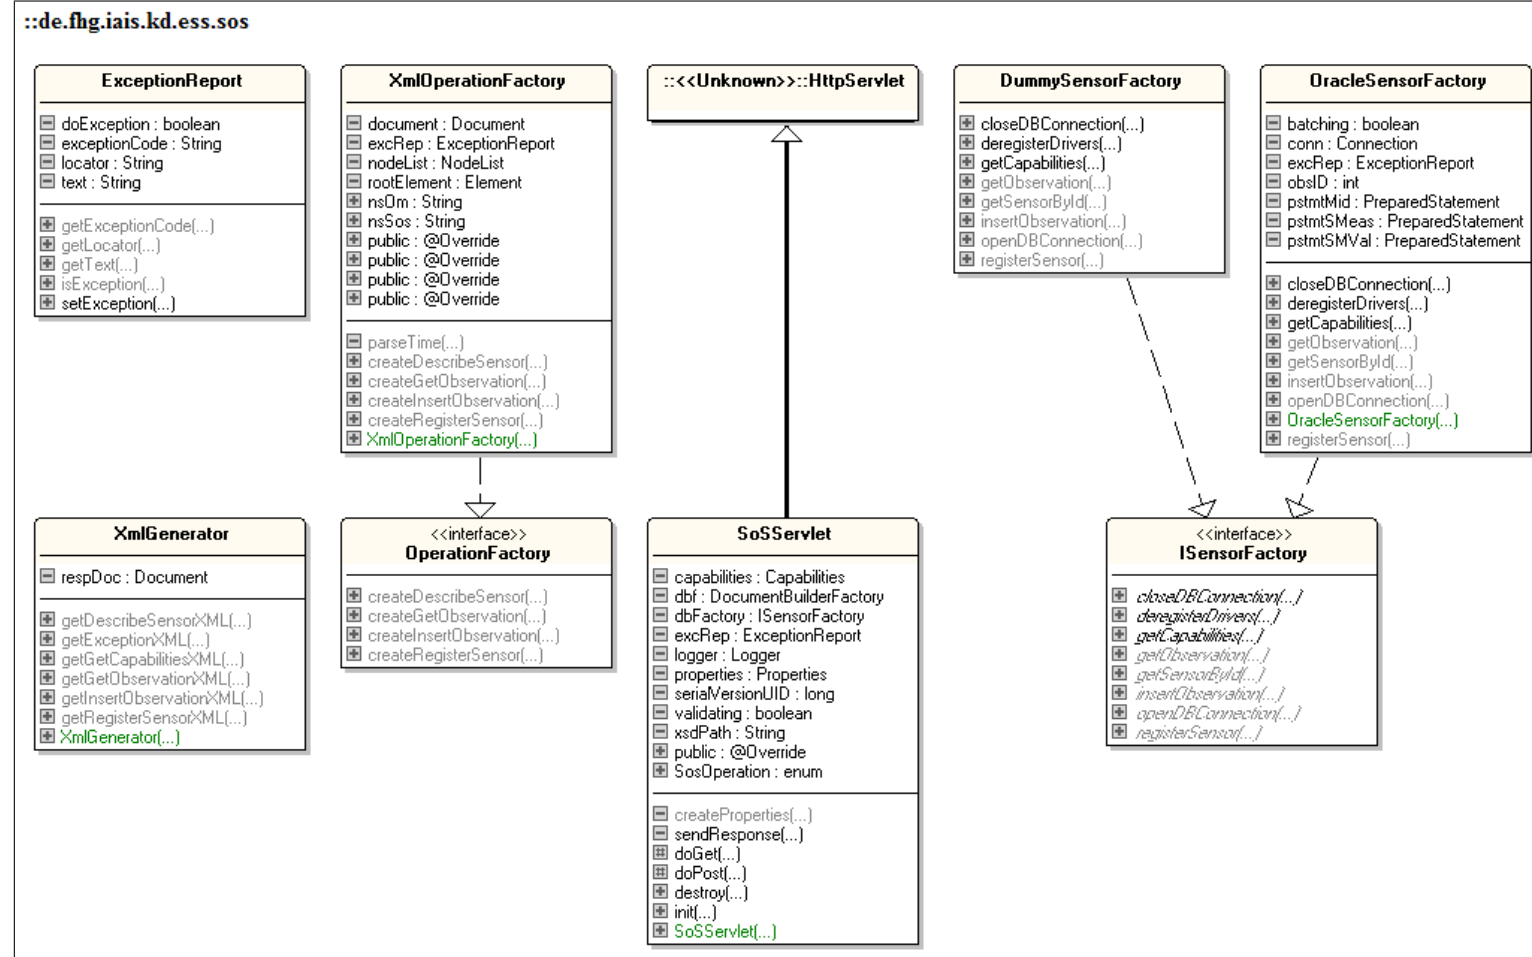 ::de.fhg.iais.kd.ess.sos
ExceptionReport
doException : boolean
exceptionCode : String
locator : String
text : String
getExceptionCode(...)
getLocator(...)
getText(...)
isException(...)
setException(...)
XmlOperationFactory
document : Document
excRep : ExceptionReport
nodeList : NodeList
rootElement : Element
nsOm : String
nsSos : String
public : @Override
public : @Override
public : @Override
public : @Override
parseTime(...)
createDescribeSensor(...)
createGetObservation(...)
createInsertObservation(...)
createRegisterSensor(...)
XmlOperationFactory(...)
::<<Unknown>>::HttpServlet
DummySensorFactory
closeDBConnection(...)
deregisterDrivers(...)
getCapabilities(...)
getObservation(...)
getSensorById(...)
insertObservation(...)
openDBConnection(...)
registerSensor(...)
OracleSensorFactory
batching : boolean
conn : Connection
excRep : ExceptionReport
obsID : int
pstmtMid : PreparedStatement
pstmtSMeas : PreparedStatement
pstmtSMVal : PreparedStatement
closeDBConnection(...)
deregisterDrivers(...)
getCapabilities(...)
getObservation(...)
getSensorById(...)
insertObservation(...)
openDBConnection(...)
OracleSensorFactory(...)
registerSensor(...)
XmlGenerator
respDoc : Document
getDescribeSensorXML(...)
getExceptionXML(...)
getGetCapabilitiesXML(...)
getGetObservationXML(...)
getInsertObservationXML(...)
getRegisterSensorXML(...)
XmlGenerator(...)
<<interface>>
OperationFactory
createDescribeSensor(...)
createGetObservation(...)
createInsertObservation(...)
createRegisterSensor(...)
SoSServlet
capabilities : Capabilities
dbf : DocumentBuilderFactory
dbFactory : ISensorFactory
excRep : ExceptionReport
logger : Logger
properties : Properties
serialVersionUID : long
validating : boolean
xsdPath : String
public : @Override
SosOperation : enum
createProperties(...)
sendResponse(...)
doGet(...)
doPost(...)
destroy(...)
init(...)
SoSServlet(...)
<<interface>>
ISensorFactory
closeDBConnection(...)
deregisterDrivers(...)
getCapabilities(...)
getObservation(...)
getSensorById(...)
insertObservation(...)
openDBConnection(...)
registerSensor(...)